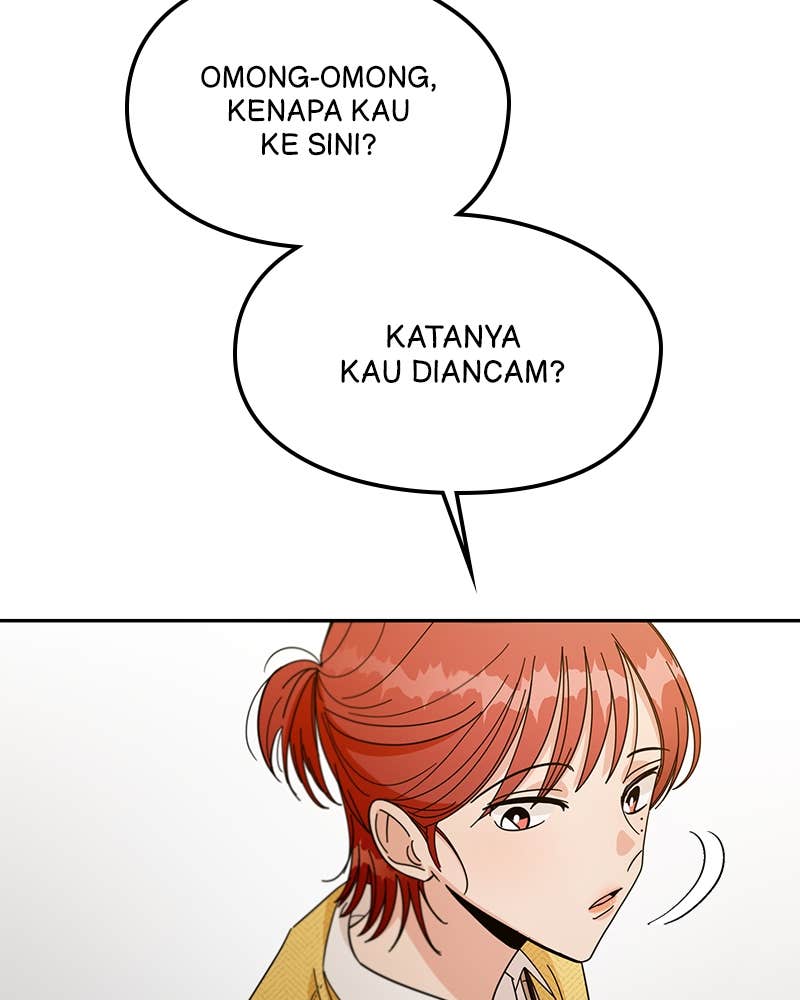 OMONG-OMONG,
KENAPA KAU
KE SINI?
KATANYA
KAU DIANCAM?